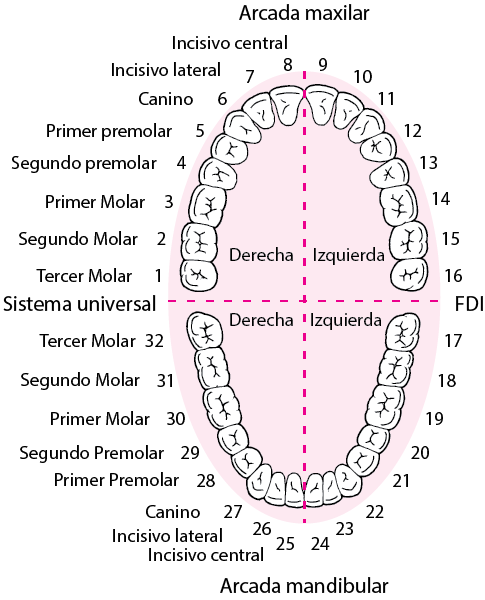 Arcada maxilar
Incisivo central 8 9
Incisivo lateral 7 10
Canino 6 11
Primer premolar 5 12
Segundo premolar 4 13
Primer Molar 3 14
Segundo Molar 2 15
Derecha Izquierda
Tercer Molar 1 16
Sistema universal FDI
Derecha Izquierda
Tercer Molar 32 17
Segundo Molar 31 18
Primer Molar 30 19
Segundo Premolar 29 20
Primer Premolar 28 21
Canino 27 22
Incisivo lateral 26 23
Incisivo central 25 24
Arcada mandibular